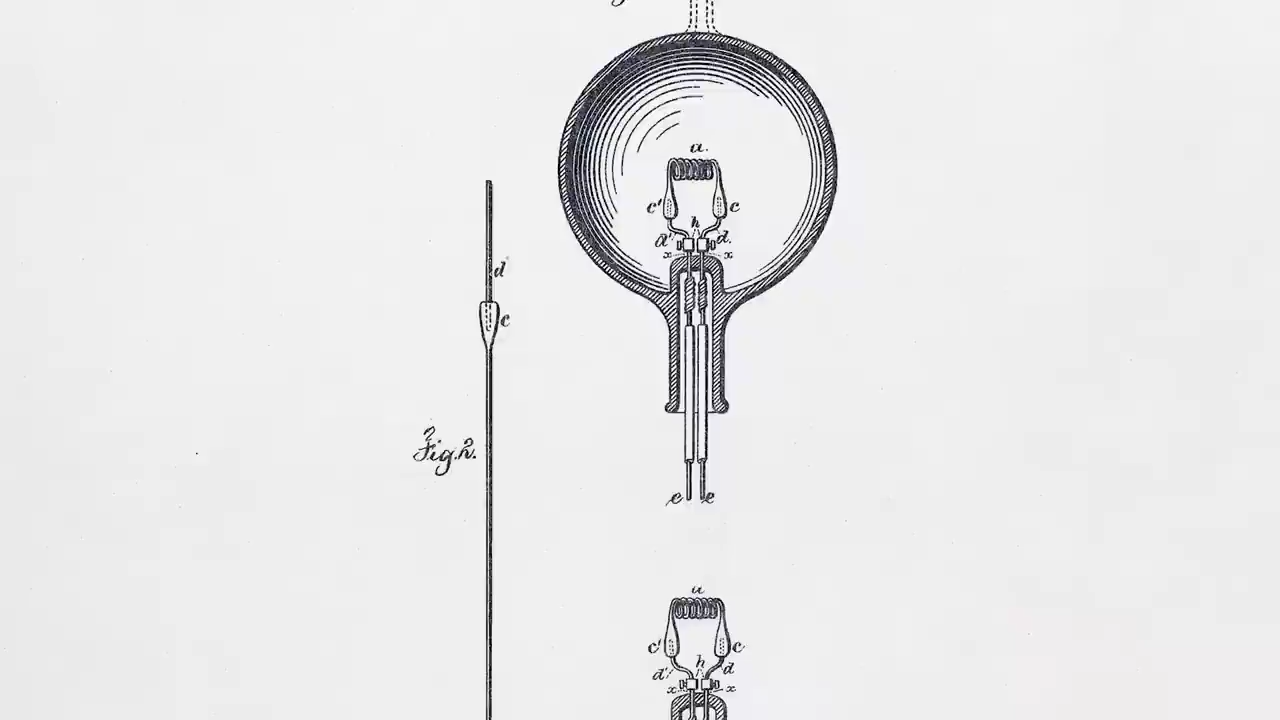 a.
c' c
h
d' d.
x x
d
c
Fig.2.
e e
a
c' c
h
d' d
x x